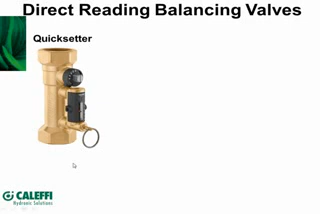 Direct Reading Balancing Valves
Quicksetter
CALEFFI
Hydronic Solutions